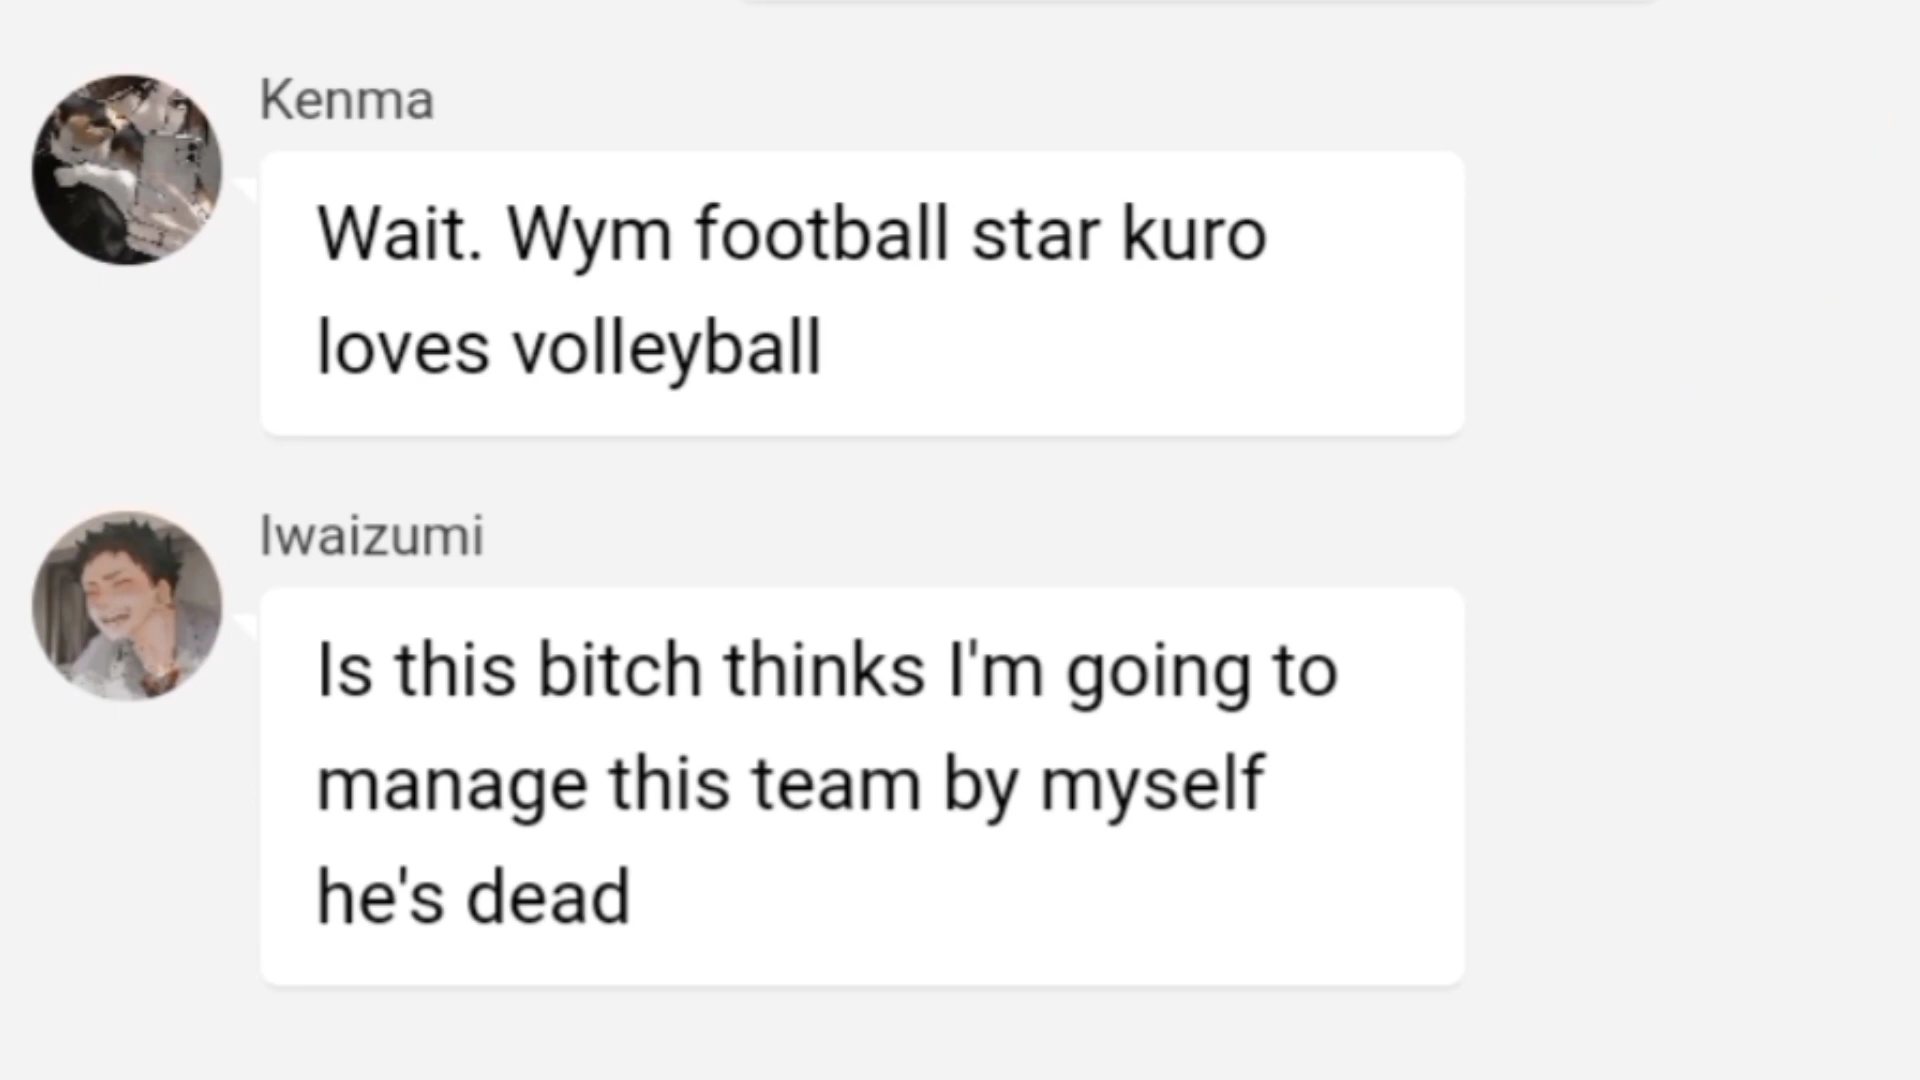 Kenma
Wait. Wym football star kuro
loves volleyball
Iwaizumi
Is this bitch thinks I'm going to
manage this team by myself
he's dead